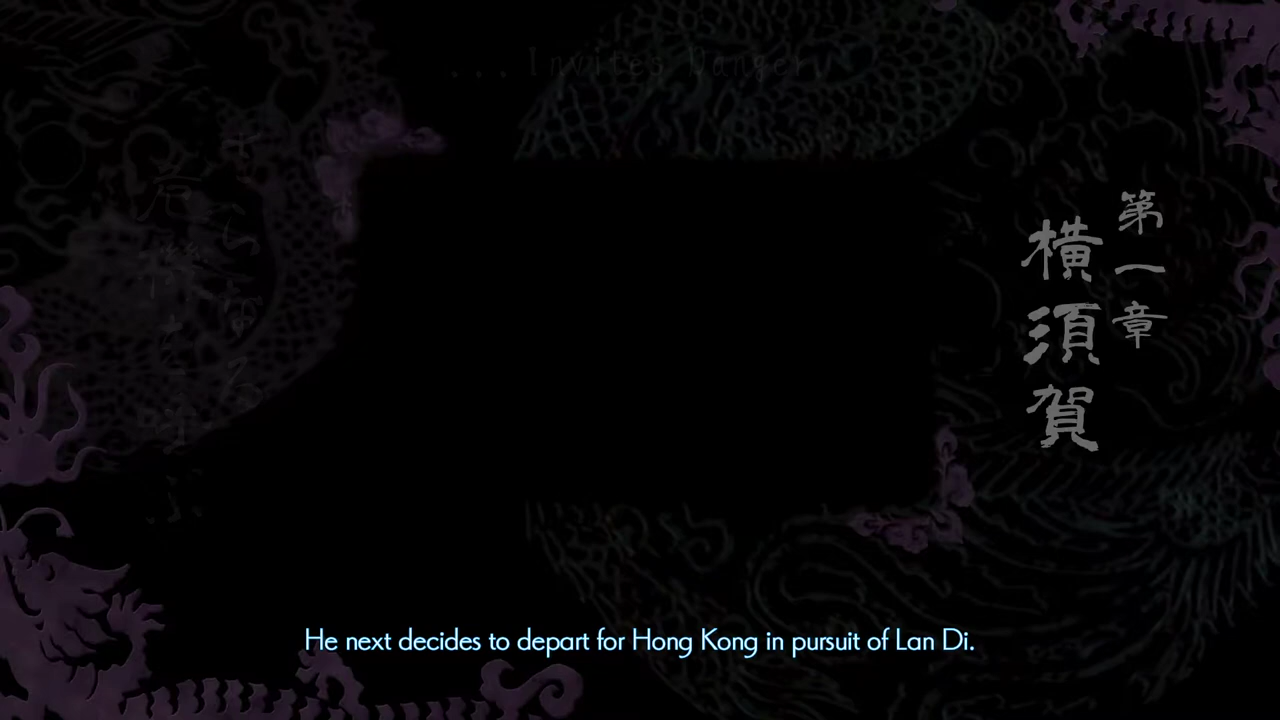 ... Invites Danger
第一章
横須賀
He next decides to depart for Hong Kong in pursuit of Lan Di.